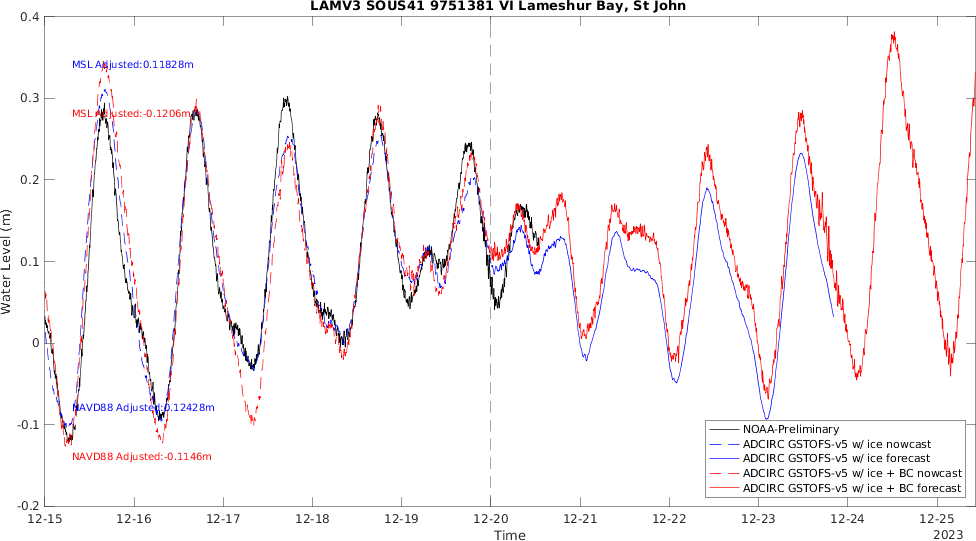 LAMV3 SOUS41 9751381 VI Lameshur Bay, St John
Water Level (m)
0.4
0.3
0.2
0.1
0
-0.1
-0.2
MSL Adjusted:0.11828m
MSL Adjusted:-0.1206m
NAVD88 Adjusted:0.12428m
NAVD88 Adjusted:-0.1146m
NOAA-Preliminary
ADCIRC GSTOFS-v5 w/ ice nowcast
ADCIRC GSTOFS-v5 w/ ice forecast
ADCIRC GSTOFS-v5 w/ ice + BC nowcast
ADCIRC GSTOFS-v5 w/ ice + BC forecast
12-15 12-16 12-17 12-18 12-19 12-20 12-21 12-22 12-23 12-24 12-25
Time
2023